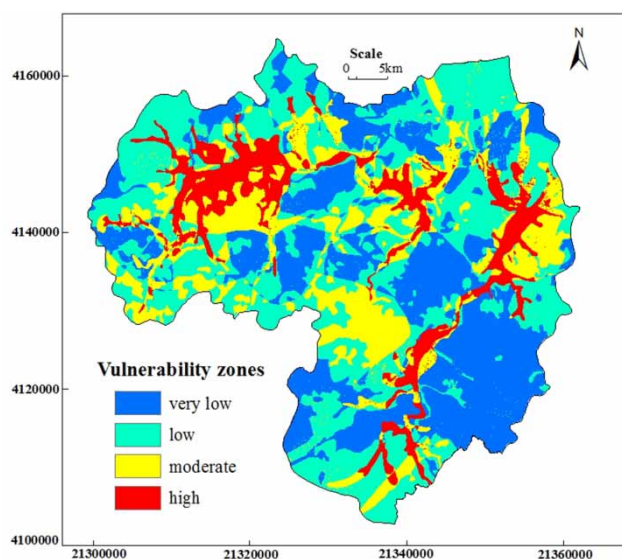 4160000
4140000
4120000
4100000
21300000 21320000 21340000 21360000
Scale
0 5km
N
Vulnerability zones
very low
low
moderate
high